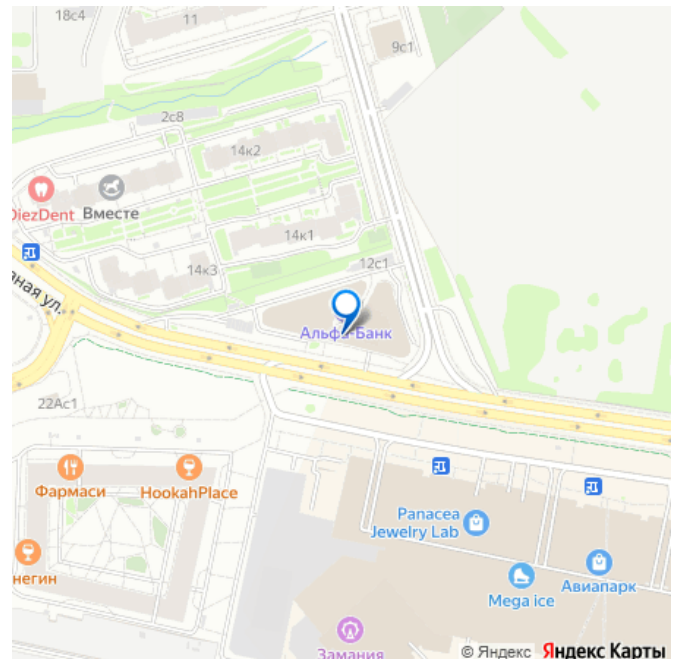 18с4
11
9с1
2с8
14к2
DiezDent
Вместе
14к1
12с1
14к3
ная ул.
Альфа-Банк
22Ас1
Фармаси
HookahPlace
Panacea
Jewelry Lab
негин
Mega ice
Авиапарк
Замания
© Яндекс Яндекс Карты